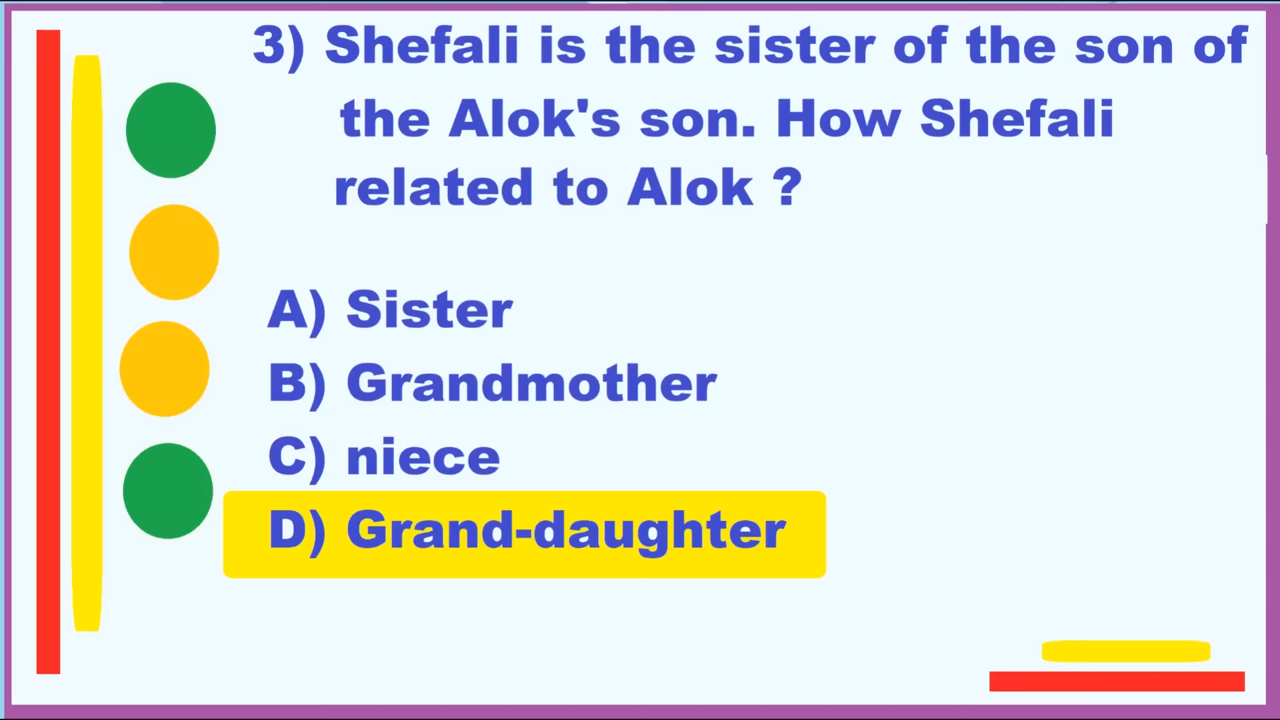 3) Shefali is the sister of the son of
the Alok's son. How Shefali
related to Alok ?
A) Sister
B) Grandmother
C) niece
D) Grand-daughter